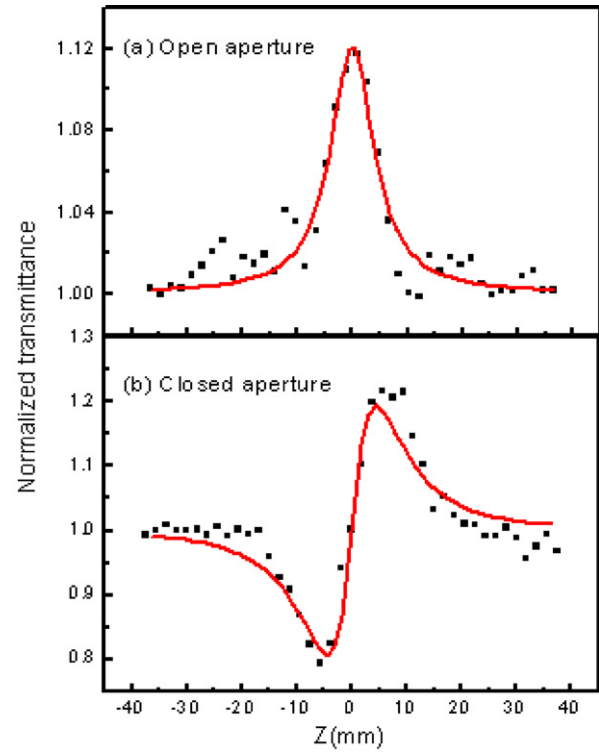 1.12
(a) Open aperture
1.08
1.04
1.00
Normalized transmittance
1.3
1.2
(b) Closed aperture
1.1
1.0
0.9
0.8
-40 -30 -20 -10 0 10 20 30 40
Z(mm)